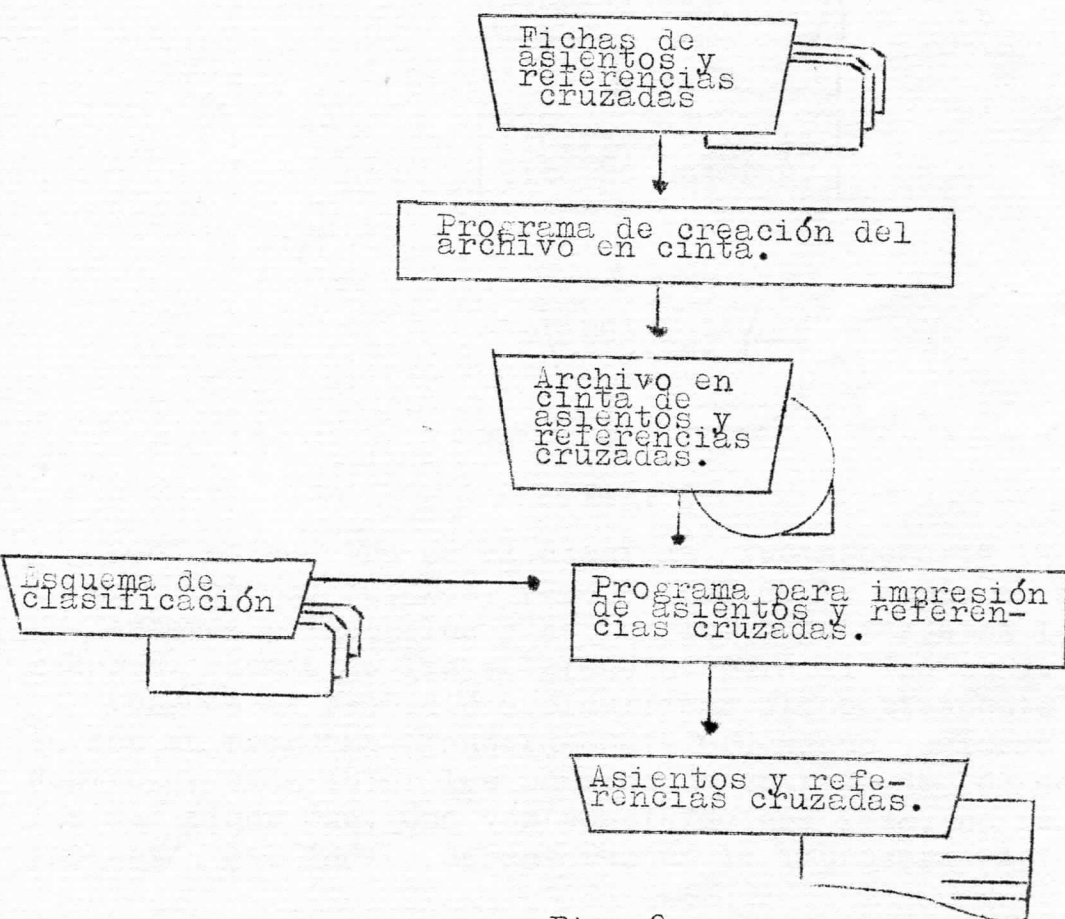 Fichas de
asientos y
referencias
cruzadas
Programa de creación del
archivo en cinta.
Archivo en
cinta de
asientos y
referencias
cruzadas.
Esquema de
clasificación
Programa para impresión
de asientos y referen-
cias cruzadas.
Asientos y refe-
rencias cruzadas.